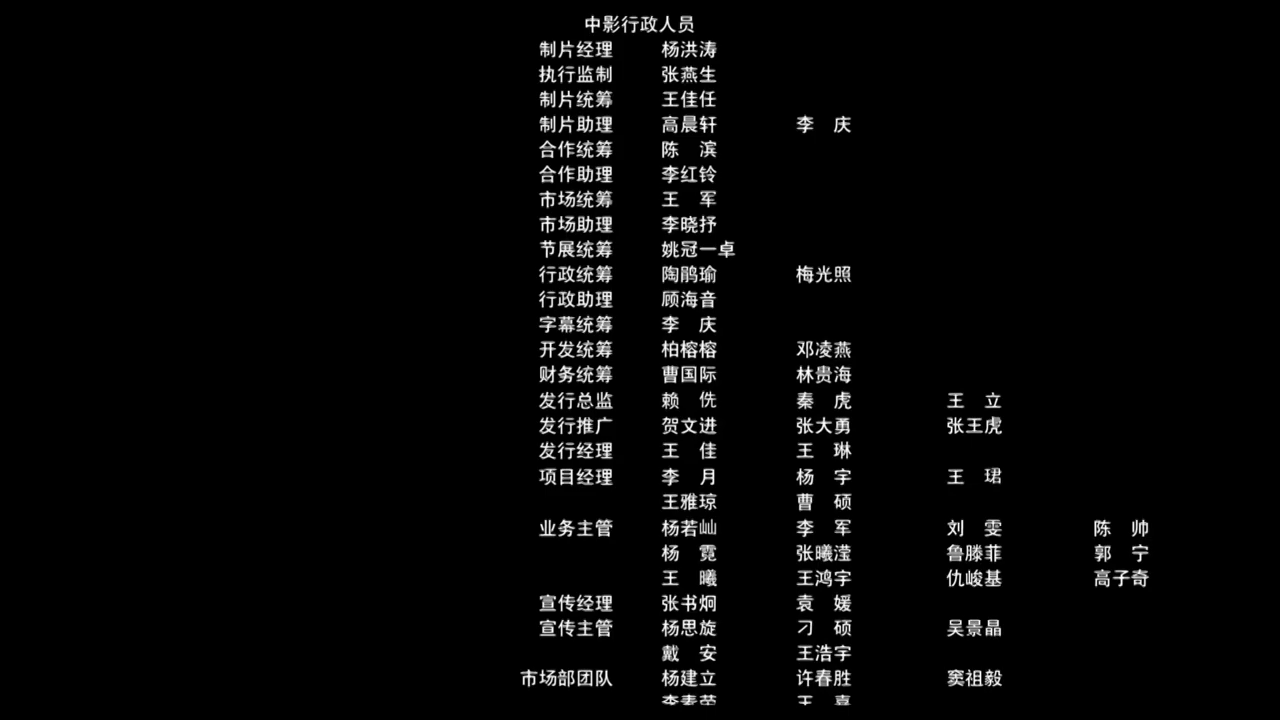 中影行政人员
制片经理 杨洪涛
执行监制 张燕生
制片统筹 王佳任
制片助理 高晨轩 李 庆
合作统筹 陈 滨
合作助理 李红铃
市场统筹 王 军
市场助理 李晓抒
节展统筹 姚冠一卓
行政统筹 陶鹃瑜 梅光照
行政助理 顾海音
字幕统筹 李 庆
开发统筹 柏榕榕 邓凌燕
财务统筹 曹国际 林贵海
发行总监 赖 侁 秦 虎 王 立
发行推广 贺文进 张大勇 张王虎
发行经理 王 佳 王 琳
项目经理 李 月 杨 宇 王 珺
王雅琼 曹 硕
业务主管 杨若屾 李 军 刘 雯 陈 帅
杨 霓 张曦滢 鲁滕菲 郭 宁
王 曦 王鸿宇 仇峻基 高子奇
宣传经理 张书炯 袁 媛
宣传主管 杨思旋 刁 硕 吴景晶
戴 安 王浩宇
市场部团队 杨建立 许春胜 窦祖毅
王